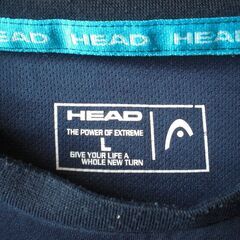 HEAD HEAD HEAD
HEAD
THE POWER OF EXTREME
L
GIVE YOUR LIFE A
WHOLE NEW TURN